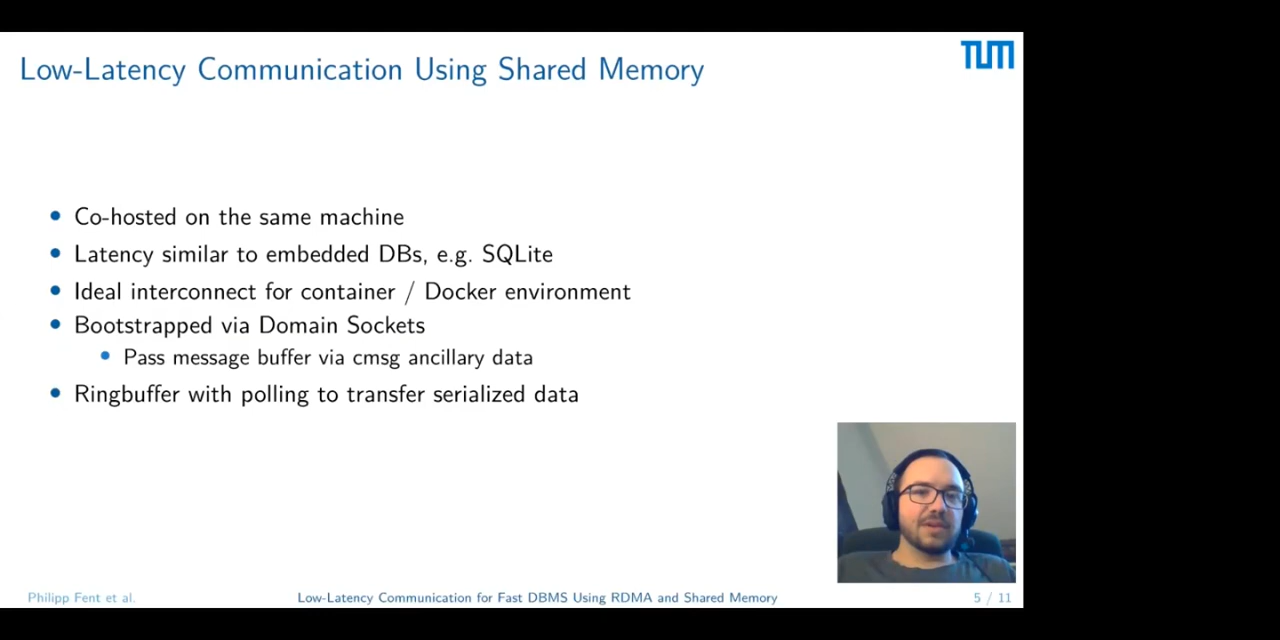 Low-Latency Communication Using Shared Memory
TUM
Co-hosted on the same machine
Latency similar to embedded DBs, e.g. SQLite
Ideal interconnect for container / Docker environment
Bootstrapped via Domain Sockets
Pass message buffer via cmsg ancillary data
Ringbuffer with polling to transfer serialized data
Philipp Fent et al.
Low-Latency Communication for Fast DBMS Using RDMA and Shared Memory
5 / 11